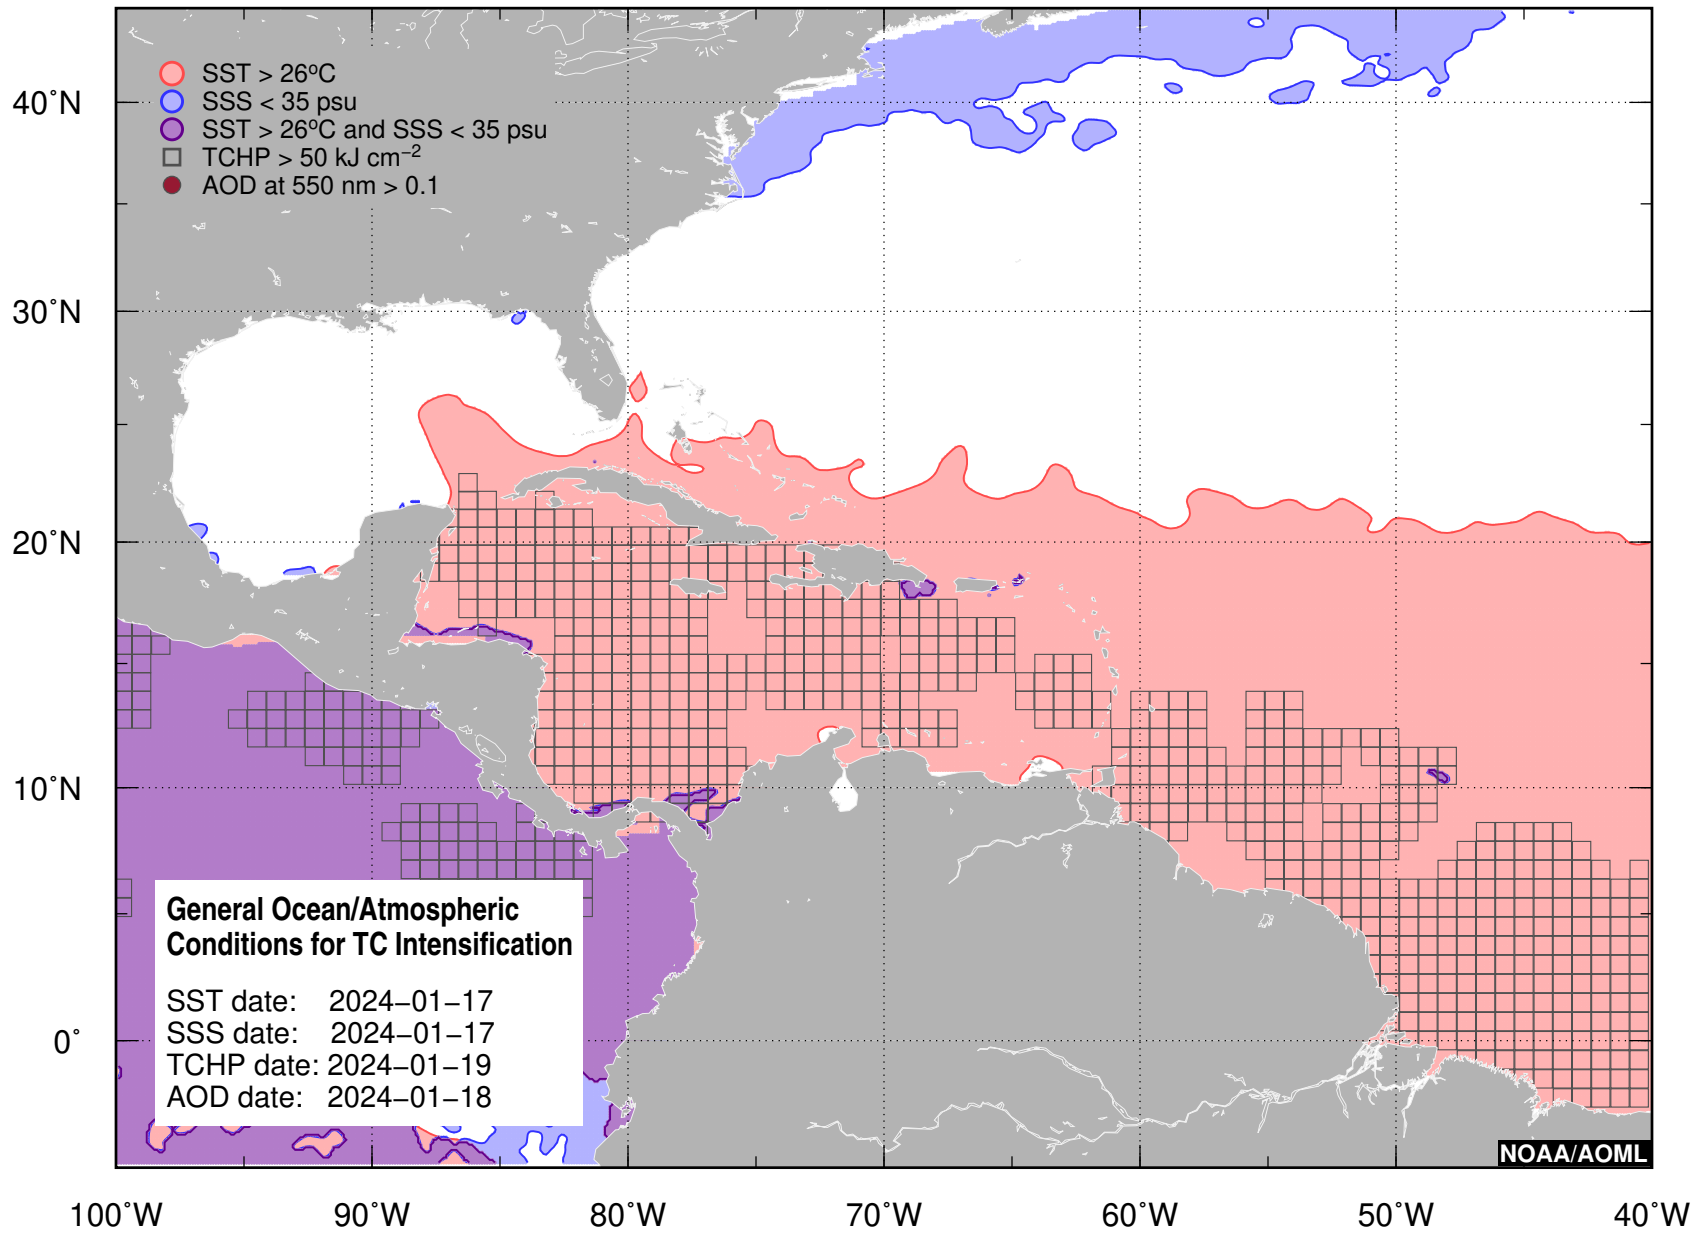 SST > 26°C
SSS < 35 psu
SST > 26°C and SSS < 35 psu
TCHP > 50 kJ cm⁻²
AOD at 550 nm > 0.1
40°N
30°N
20°N
10°N
0°
General Ocean/Atmospheric
Conditions for TC Intensification
SST date: 2024−01−17
SSS date: 2024−01−17
TCHP date: 2024−01−19
AOD date: 2024−01−18
NOAA/AOML
100°W 90°W 80°W 70°W 60°W 50°W 40°W